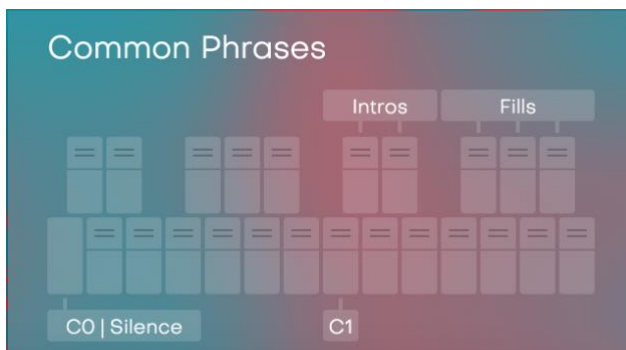 Common Phrases
Intros
Fills
C0 | Silence
C1